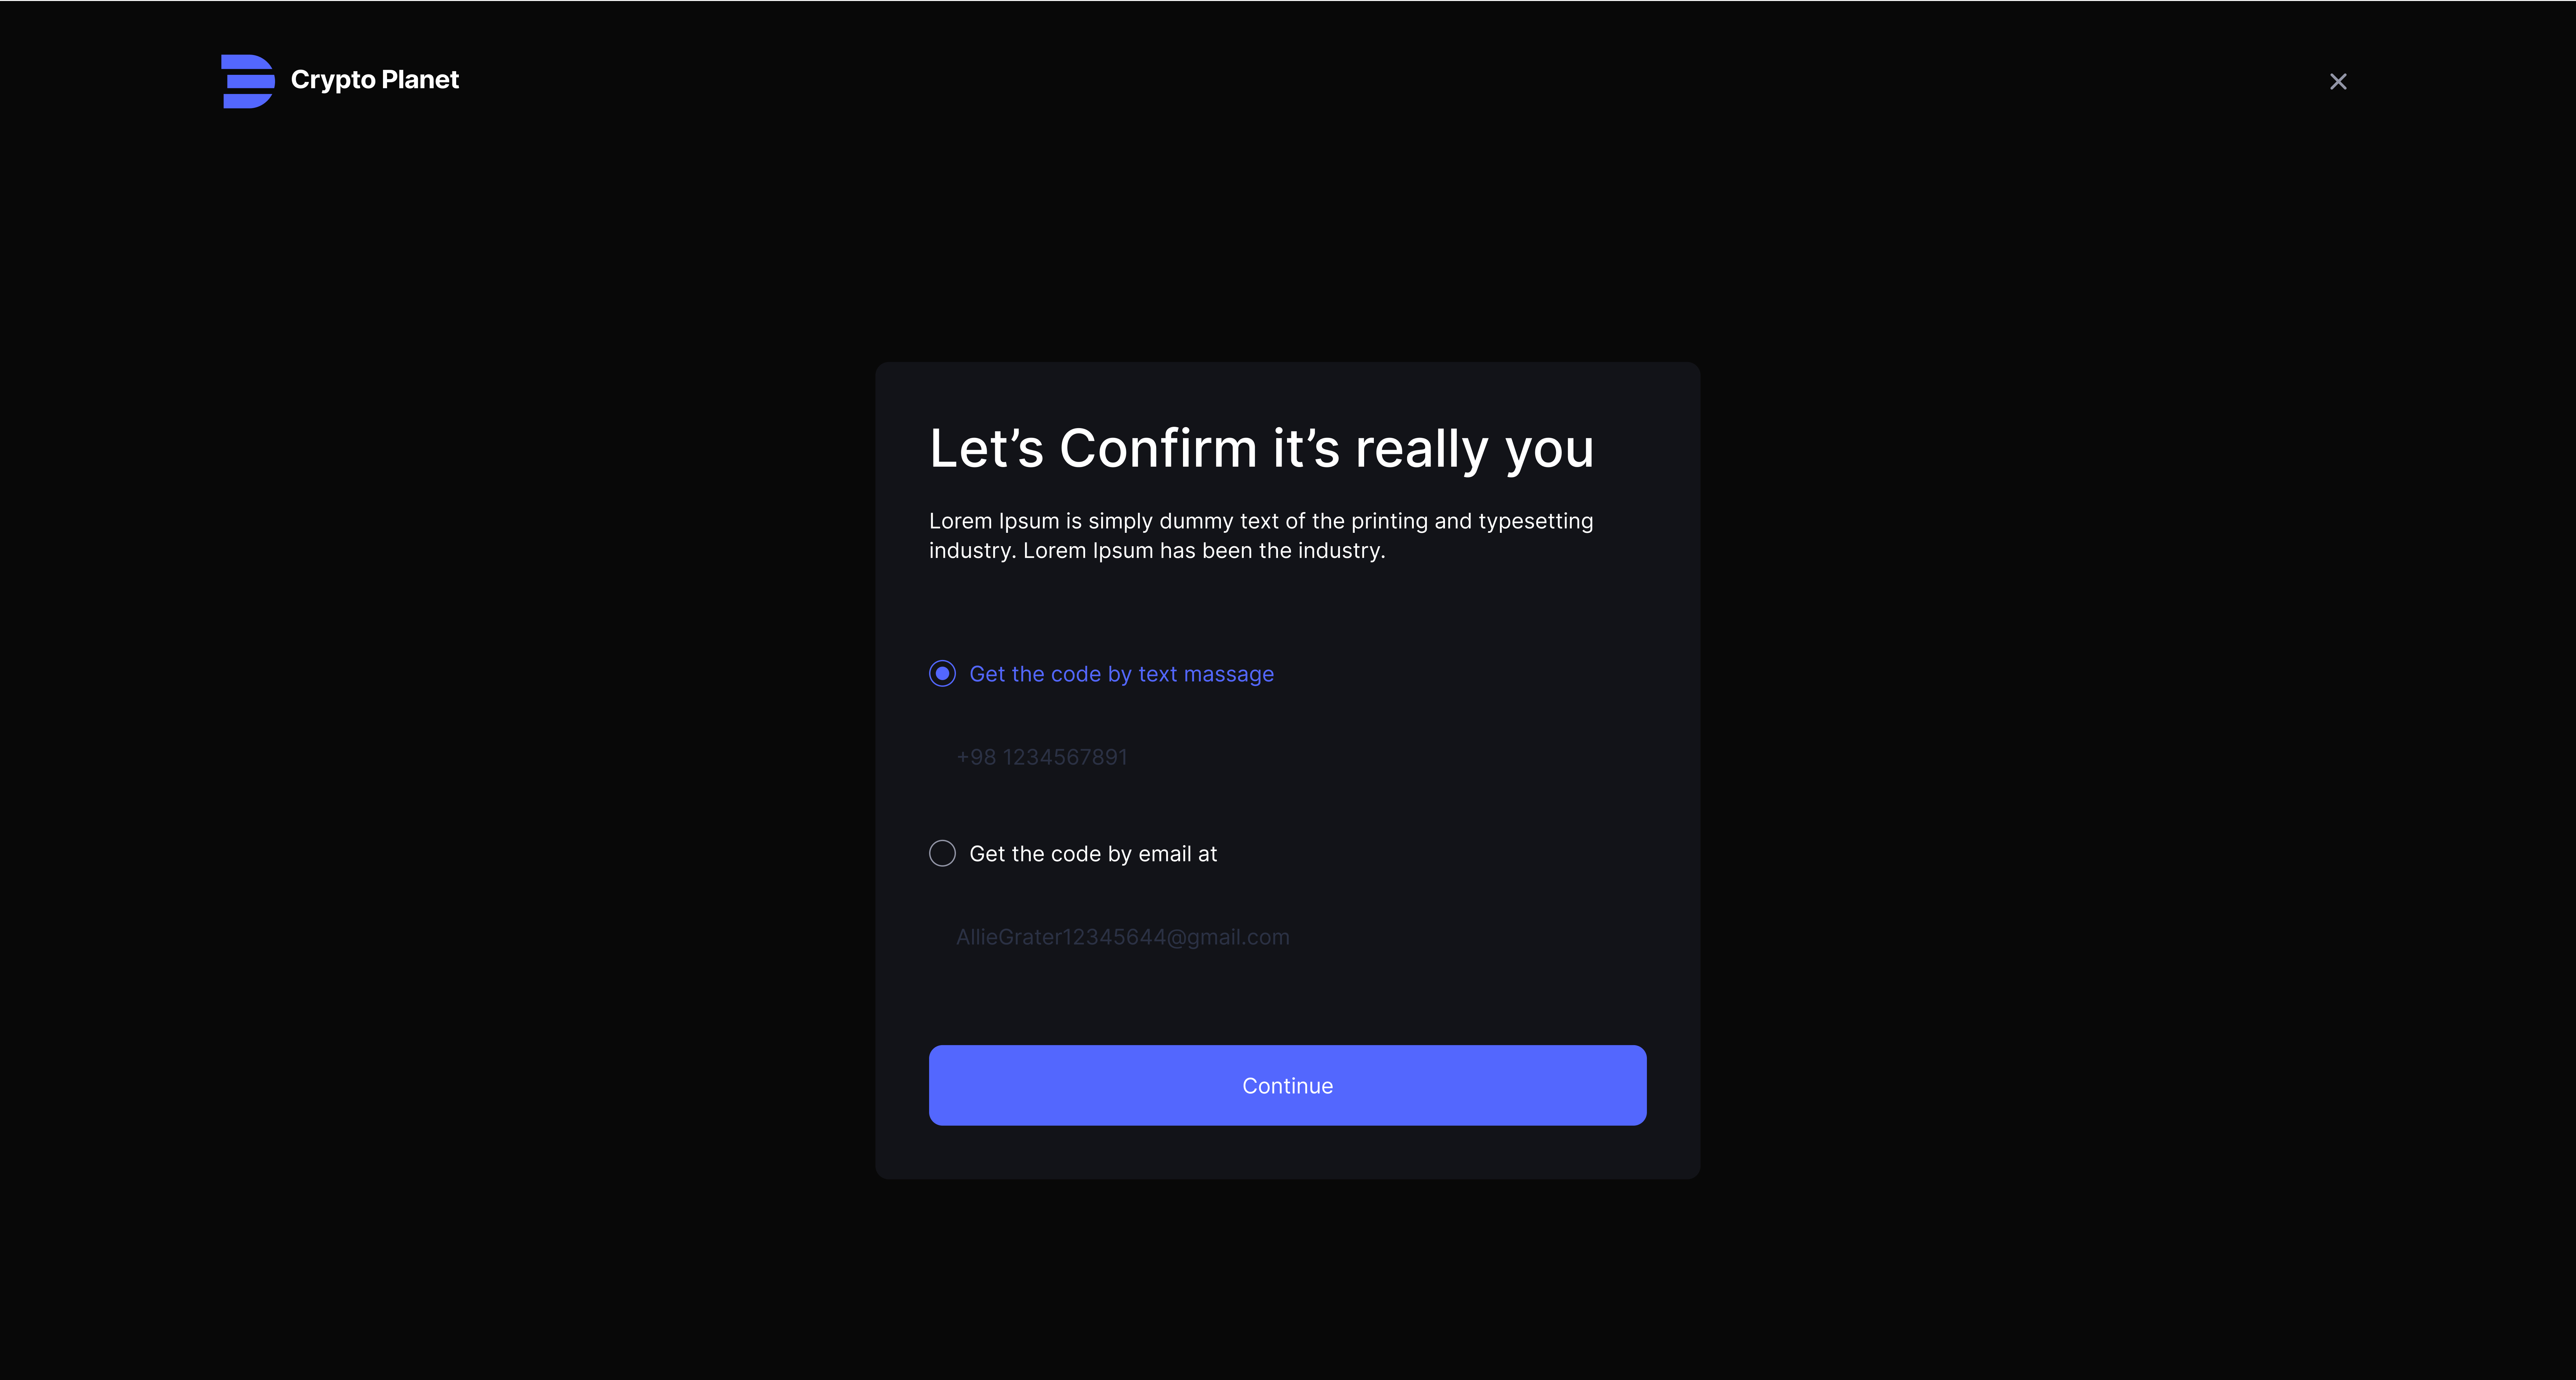 Crypto Planet
Let’s Confirm it’s really you
Lorem Ipsum is simply dummy text of the printing and typesetting
industry. Lorem Ipsum has been the industry.
Get the code by text massage
+98 1234567891
Get the code by email at
AllieGrater12345644@gmail.com
Continue